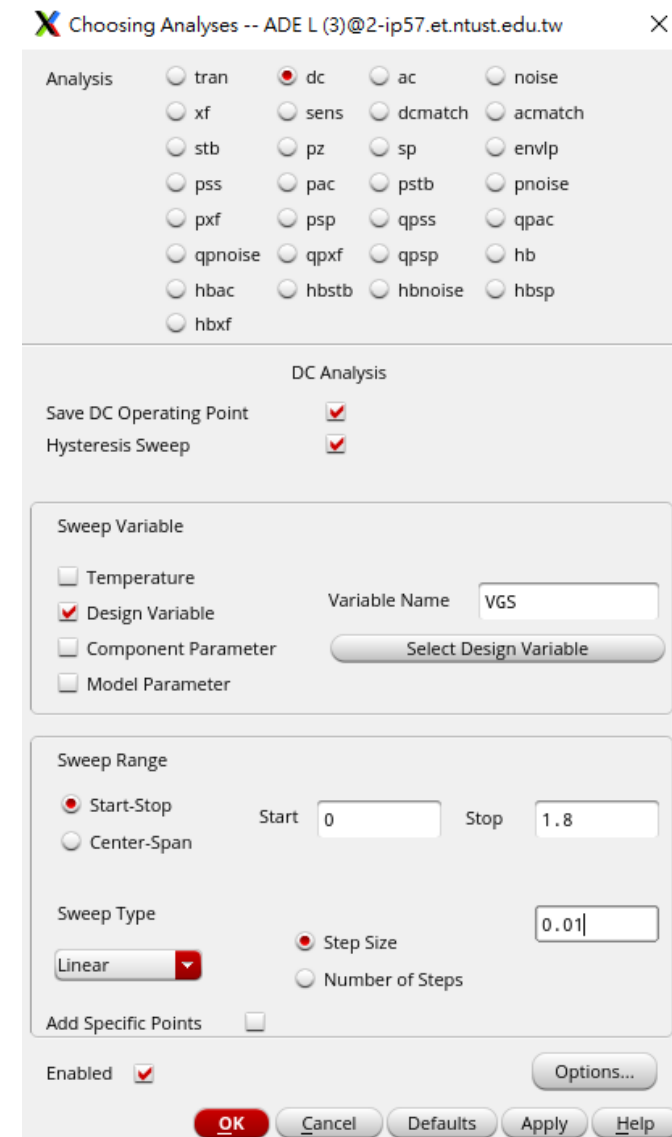 Choosing Analyses -- ADE L (3)@2-ip57.et.ntust.edu.tw
Analysis tran dc ac noise
xf sens dcmatch acmatch
stb pz sp envlp
pss pac pstb pnoise
pxf psp qpss qpac
qpnoise qpxf qpsp hb
hbac hbstb hbnoise hbsp
hbxf
DC Analysis
Save DC Operating Point
Hysteresis Sweep
Sweep Variable
Temperature
Design Variable Variable Name VGS
Component Parameter Select Design Variable
Model Parameter
Sweep Range
Start-Stop Start 0 Stop 1.8
Center-Span
Sweep Type 0.01
Linear Step Size
Number of Steps
Add Specific Points
Enabled Options...
OK Cancel Defaults Apply Help